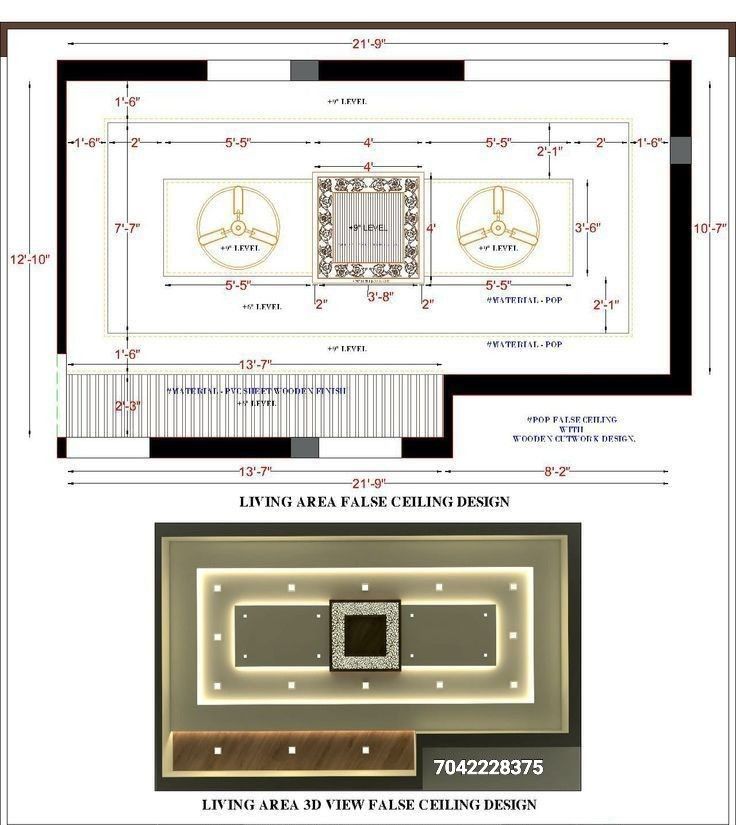 21'-9"
1'-6"
+9" LEVEL
1'-6" 2' 5'-5" 4' 5'-5" 2' 1'-6"
2'-1"
4'
12'-10" 7'-7" +9" LEVEL 4' 3'-6" 10'-7"
+9" LEVEL +9" LEVEL
5'-5" 3'-8" 5'-5"
2" 2"
+6" LEVEL #MATERIAL - POP 2'-1"
1'-6" +9" LEVEL #MATERIAL - POP
13'-7"
#MATERIAL - PVC SHEET WOODEN FINISH
2'-3" +9" LEVEL
#POP FALSE CEILING
WITH
WOODEN CUTWORK DESIGN.
13'-7" 8'-2"
21'-9"
LIVING AREA FALSE CEILING DESIGN
7042228375
LIVING AREA 3D VIEW FALSE CEILING DESIGN